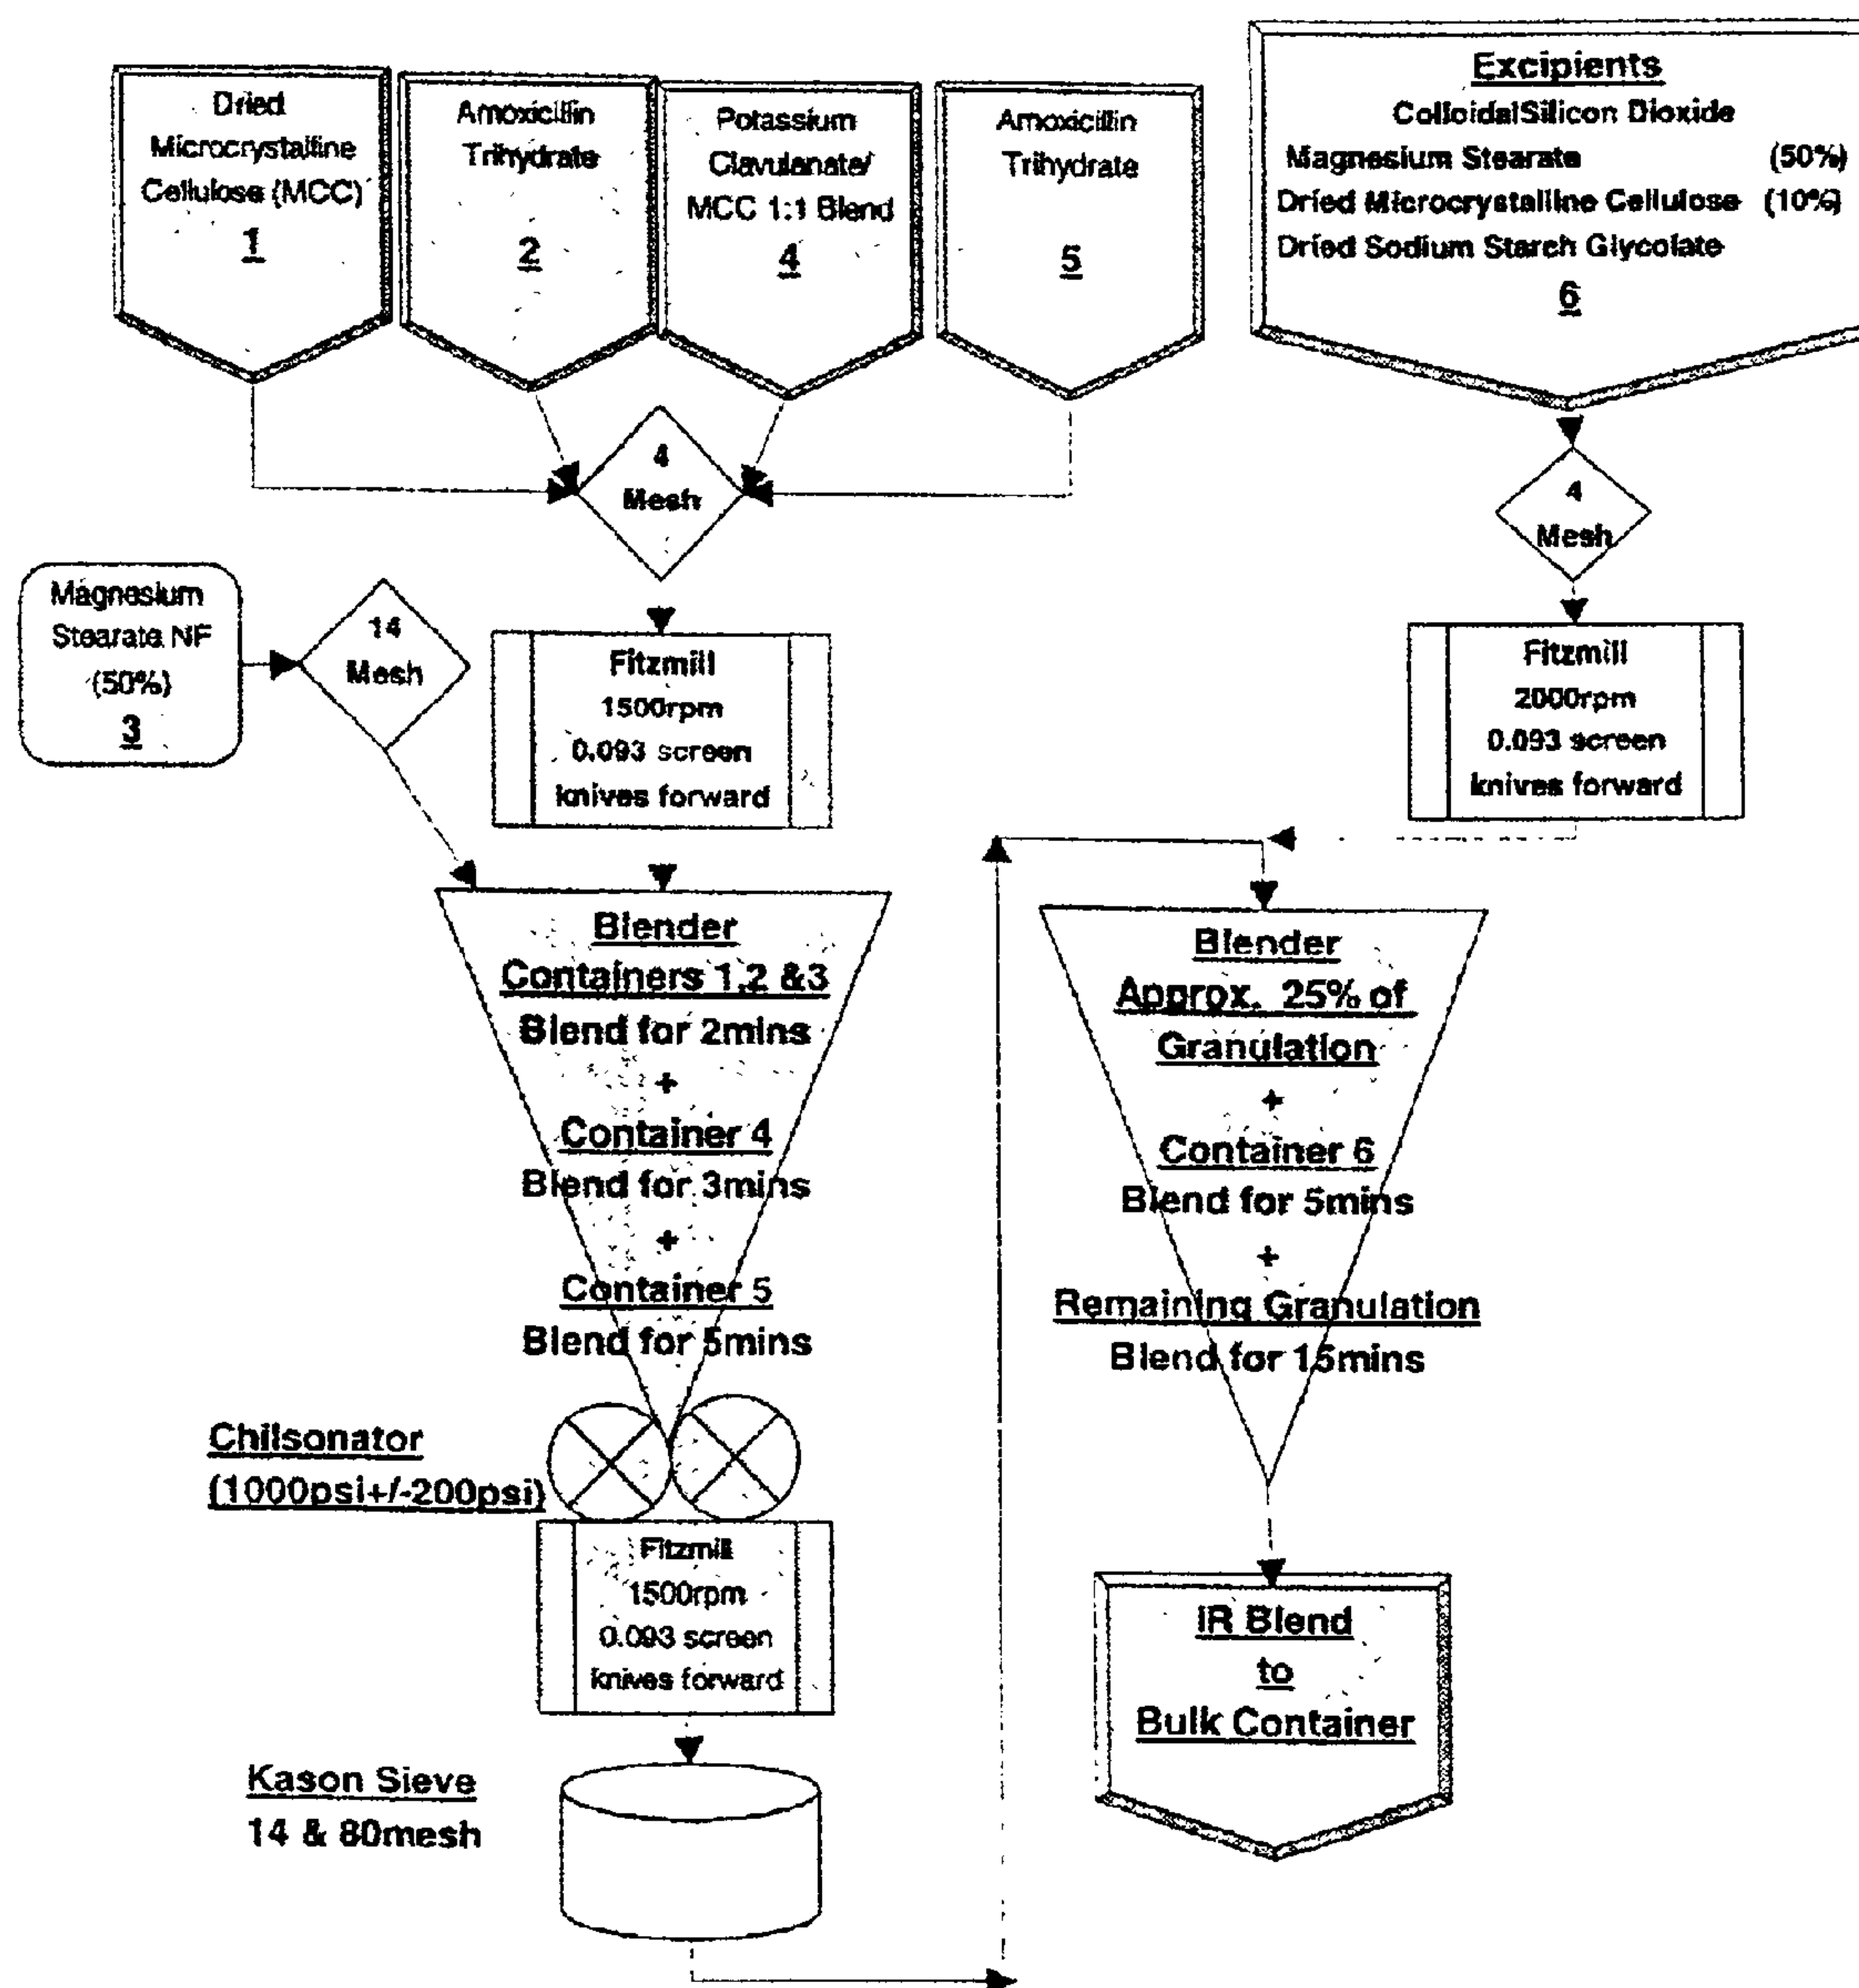 Dried
Microcrystalline
Cellulose (MCC)
1
Amoxicillin
Trihydrate
2
Potassium
Clavulanate/
MCC 1:1 Blend
4
Amoxicillin
Trihydrate
5
Excipients
ColloidalSilicon Dioxide
Magnesium Stearate (50%)
Dried Microcrystalline Cellulose (10%)
Dried Sodium Starch Glycolate
6
4
Mesh
4
Mesh
Magnesium
Stearate NF
(50%)
3
14
Mesh
Fitzmill
1500rpm
0.093 screen
knives forward
Fitzmill
2000rpm
0.093 screen
knives forward
Blender
Containers 1,2 &3
Blend for 2mins
+
Container 4
Blend for 3mins
+
Container 5
Blend for 5mins
Blender
Approx. 25% of
Granulation
+
Container 6
Blend for 5mins
+
Remaining Granulation
Blend for 15mins
Chilsonator
(1000psi+/-200psi)
Fitzmill
1500rpm
0.093 screen
knives forward
Kason Sieve
14 & 80mesh
IR Blend
to
Bulk Container